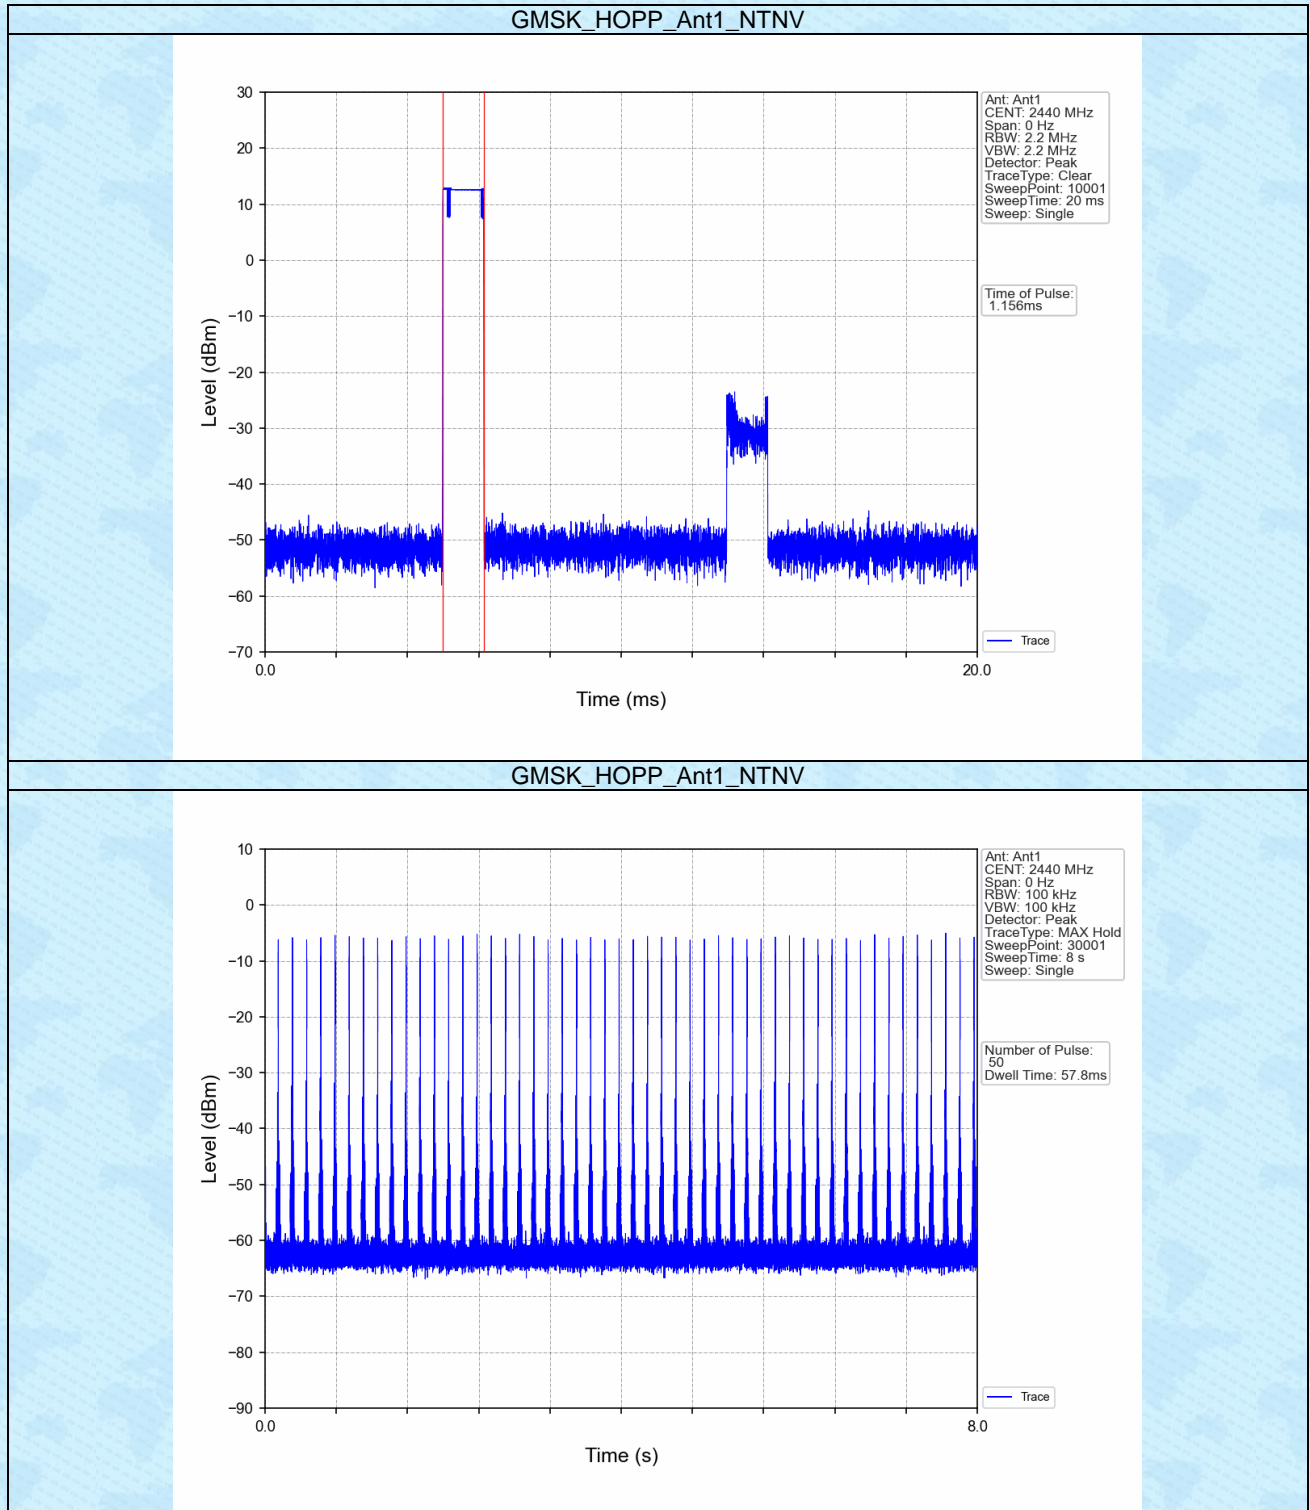 GMSK_HOPP_Ant1_NTNV
30
20
10
0
−10
−20
−30
−40
−50
−60
−70
Level (dBm)
0.0
20.0
Time (ms)
Ant: Ant1
CENT: 2440 MHz
Span: 0 Hz
RBW: 2.2 MHz
VBW: 2.2 MHz
Detector: Peak
TraceType: Clear
SweepPoint: 10001
SweepTime: 20 ms
Sweep: Single
Time of Pulse:
1.156ms
Trace
GMSK_HOPP_Ant1_NTNV
10
0
−10
−20
−30
−40
−50
−60
−70
−80
−90
Level (dBm)
0.0
8.0
Time (s)
Ant: Ant1
CENT: 2440 MHz
Span: 0 Hz
RBW: 100 kHz
VBW: 100 kHz
Detector: Peak
TraceType: MAX Hold
SweepPoint: 30001
SweepTime: 8 s
Sweep: Single
Number of Pulse:
50
Dwell Time: 57.8ms
Trace